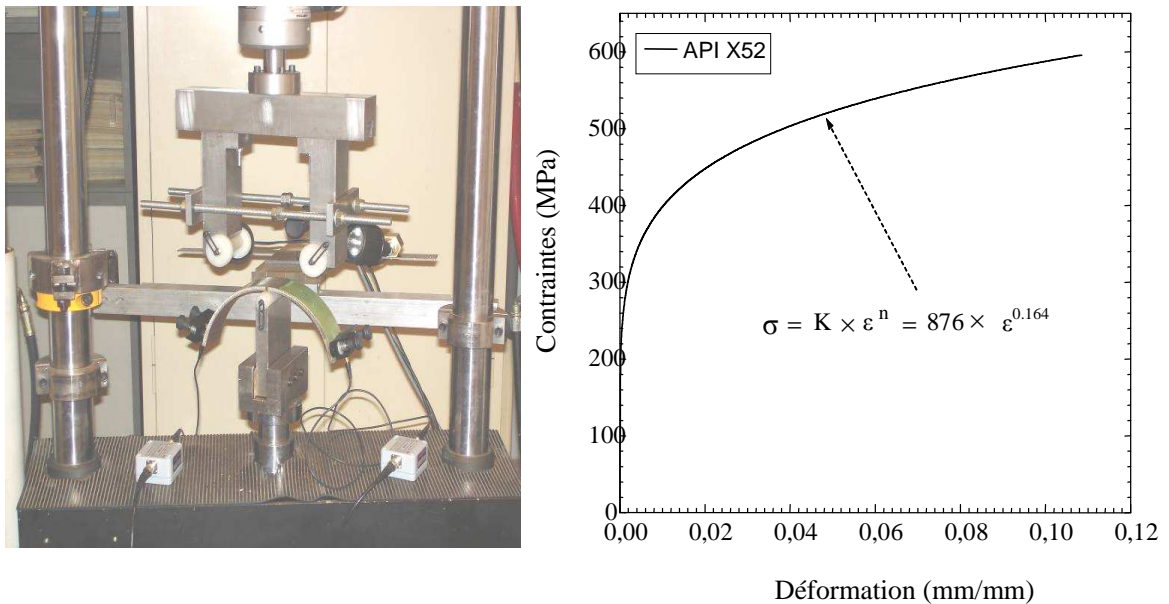 API X52
600
500
400
300
200
100
0
0,00 0,02 0,04 0,06 0,08 0,10 0,12
Contraintes (MPa)
σ = K × ε^n = 876 × ε^0.164
Déformation (mm/mm)